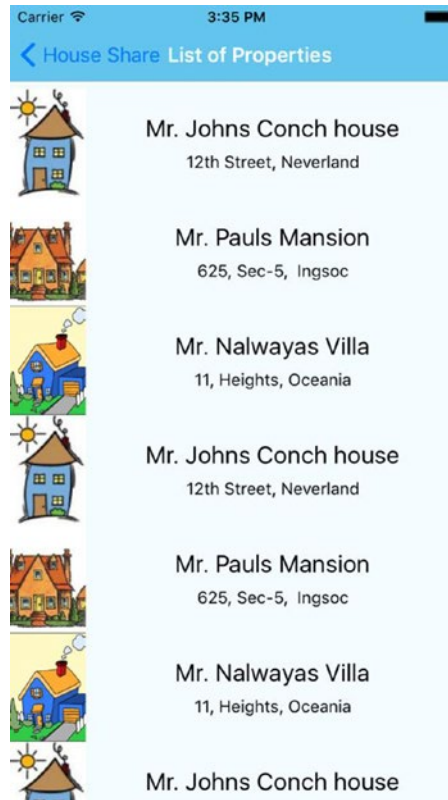 Carrier 3:35 PM
House Share List of Properties
Mr. Johns Conch house
12th Street, Neverland
Mr. Pauls Mansion
625, Sec-5, Ingsoc
Mr. Nalwayas Villa
11, Heights, Oceania
Mr. Johns Conch house
12th Street, Neverland
Mr. Pauls Mansion
625, Sec-5, Ingsoc
Mr. Nalwayas Villa
11, Heights, Oceania
Mr. Johns Conch house